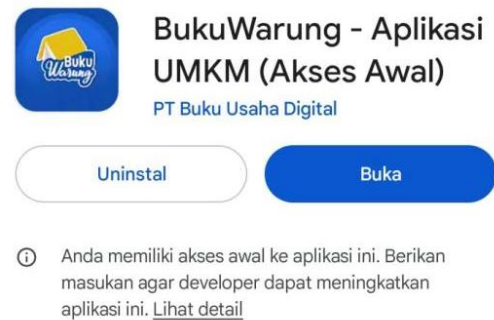 Buku
Warung
BukuWarung - Aplikasi
UMKM (Akses Awal)
PT Buku Usaha Digital
Uninstal
Buka
Anda memiliki akses awal ke aplikasi ini. Berikan
masukan agar developer dapat meningkatkan
aplikasi ini. Lihat detail